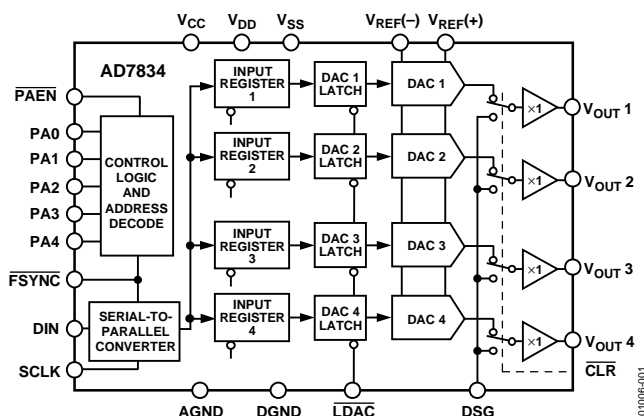 VCC VDD VSS VREF(–) VREF(+)
AD7834
PAEN
PA0
PA1
PA2
PA3
PA4
FSYNC
DIN
SCLK
CONTROL
LOGIC
AND
ADDRESS
DECODE
SERIAL-TO-
PARALLEL
CONVERTER
INPUT
REGISTER
1
DAC 1
LATCH
DAC 1
×1
VOUT 1
INPUT
REGISTER
2
DAC 2
LATCH
DAC 2
×1
VOUT 2
INPUT
REGISTER
3
DAC 3
LATCH
DAC 3
×1
VOUT 3
INPUT
REGISTER
4
DAC 4
LATCH
DAC 4
×1
VOUT 4
CLR
AGND DGND LDAC DSG